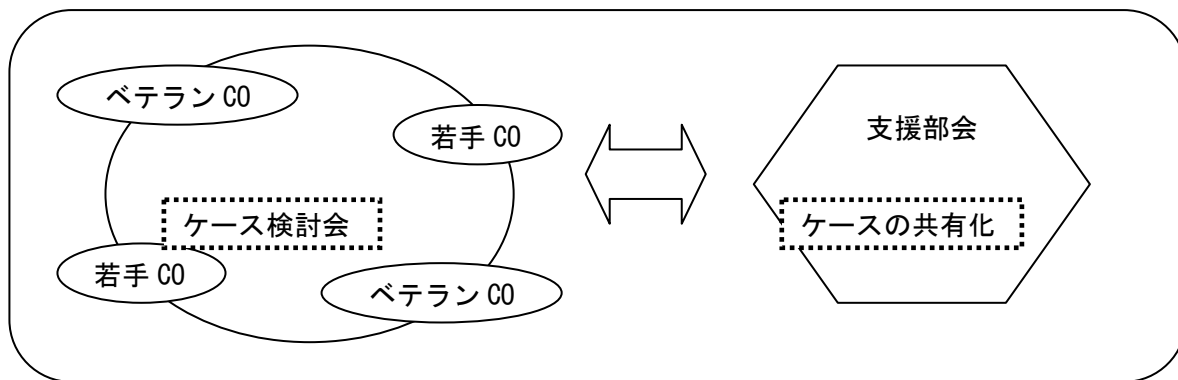 ベテラン CO
若手 CO
ケース検討会
若手 CO
ベテラン CO
支援部会
ケースの共有化